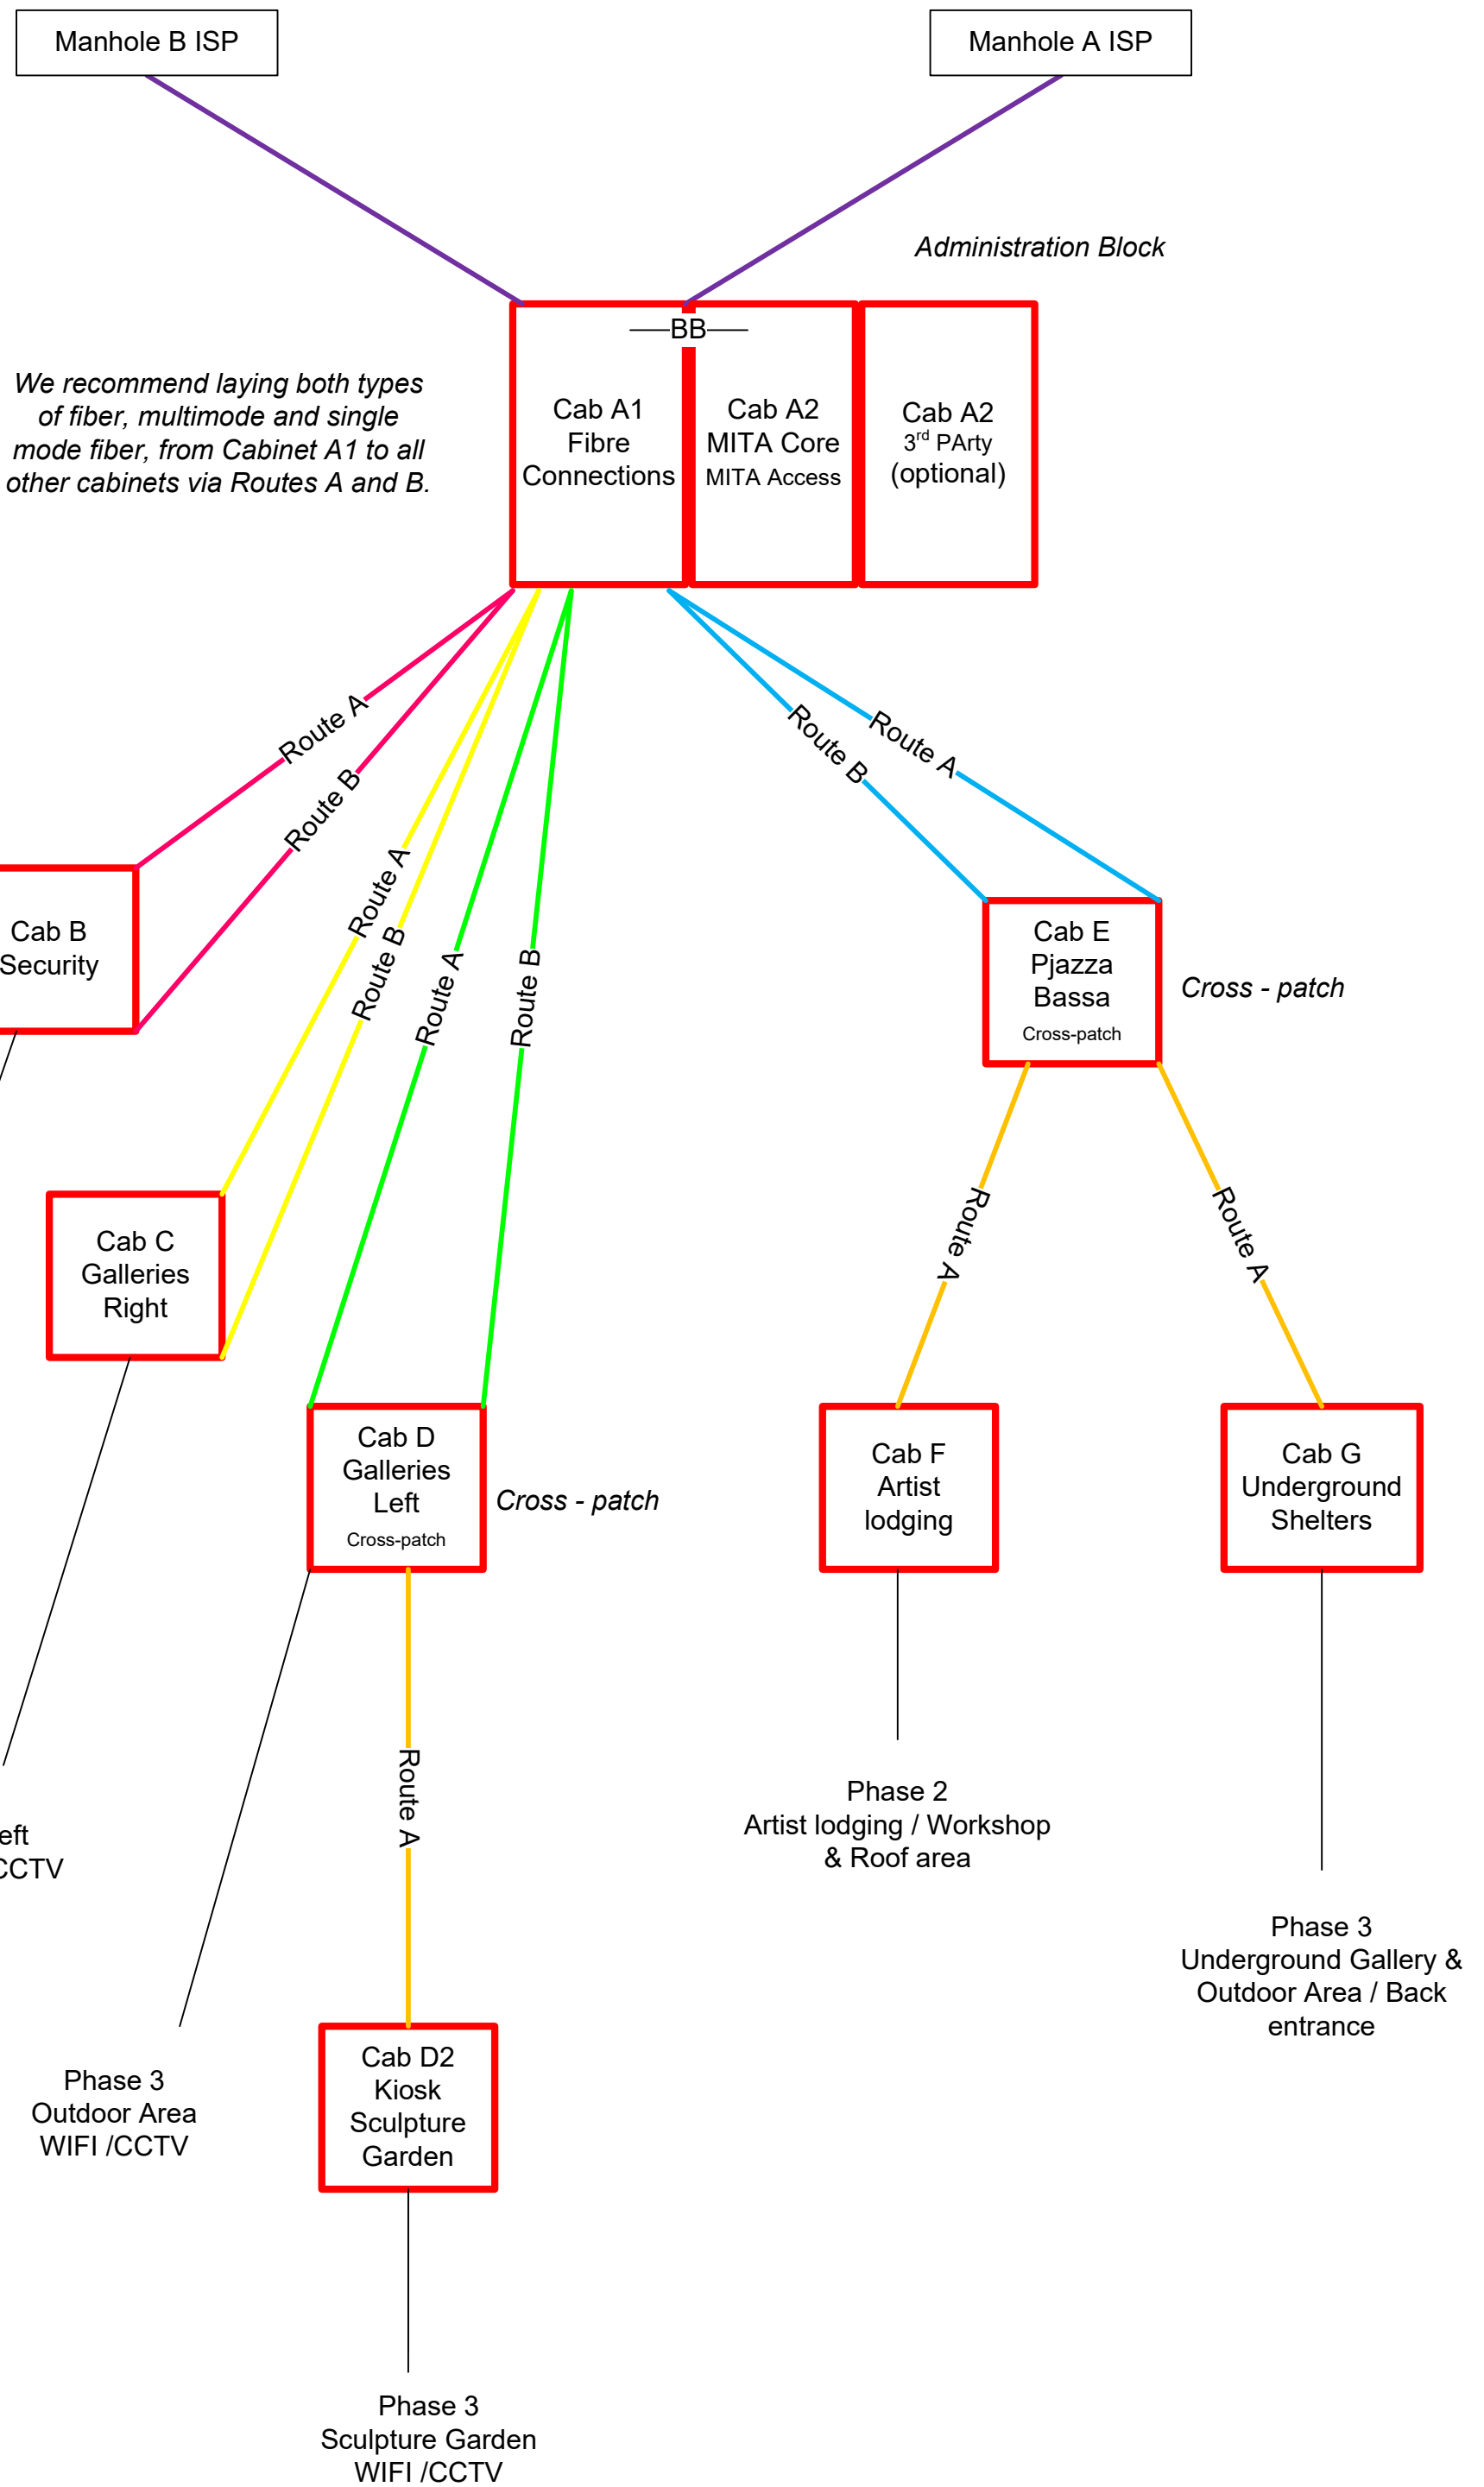 Manhole B ISP
Manhole A ISP
Administration Block
BB
We recommend laying both types
of fiber, multimode and single
mode fiber, from Cabinet A1 to all
other cabinets via Routes A and B.
Cab A1
Fibre
Connections
Cab A2
MITA Core
MITA Access
Cab A2
3rd PArty
(optional)
Route A
Route B
Route A
Route B
Route A
Route B
Route B
Route A
Cab B
Security
Cab E
Pjazza
Bassa
Cross-patch
Cross - patch
Cab C
Galleries
Right
Route A
Route A
Cab D
Galleries
Left
Cross-patch
Cross - patch
Cab F
Artist
lodging
Cab G
Underground
Shelters
Route A
eft
CCTV
Phase 2
Artist lodging / Workshop
& Roof area
Phase 3
Underground Gallery &
Outdoor Area / Back
entrance
Phase 3
Outdoor Area
WIFI /CCTV
Cab D2
Kiosk
Sculpture
Garden
Phase 3
Sculpture Garden
WIFI /CCTV